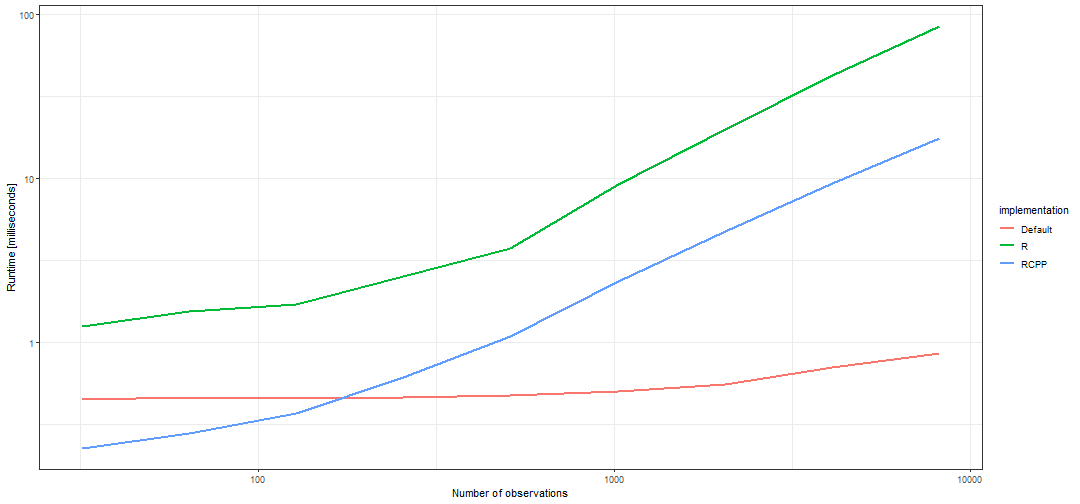 100
10
1
Runtime [milliseconds]
100
1000
10000
Number of observations
implementation
Default
R
RCPP